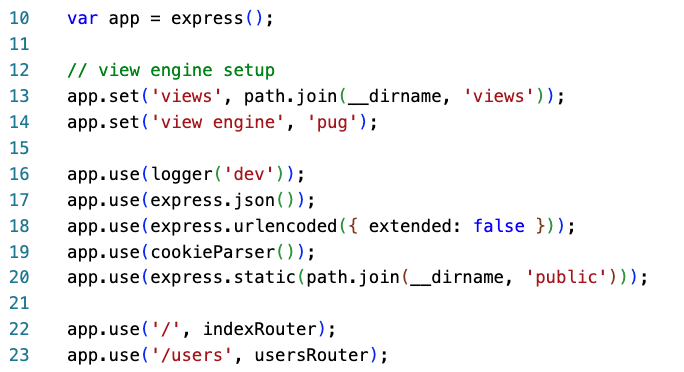 10 var app = express();
11
12 // view engine setup
13 app.set('views', path.join(__dirname, 'views'));
14 app.set('view engine', 'pug');
15
16 app.use(logger('dev'));
17 app.use(express.json());
18 app.use(express.urlencoded({ extended: false }));
19 app.use(cookieParser());
20 app.use(express.static(path.join(__dirname, 'public')));
21
22 app.use('/', indexRouter);
23 app.use('/users', usersRouter);